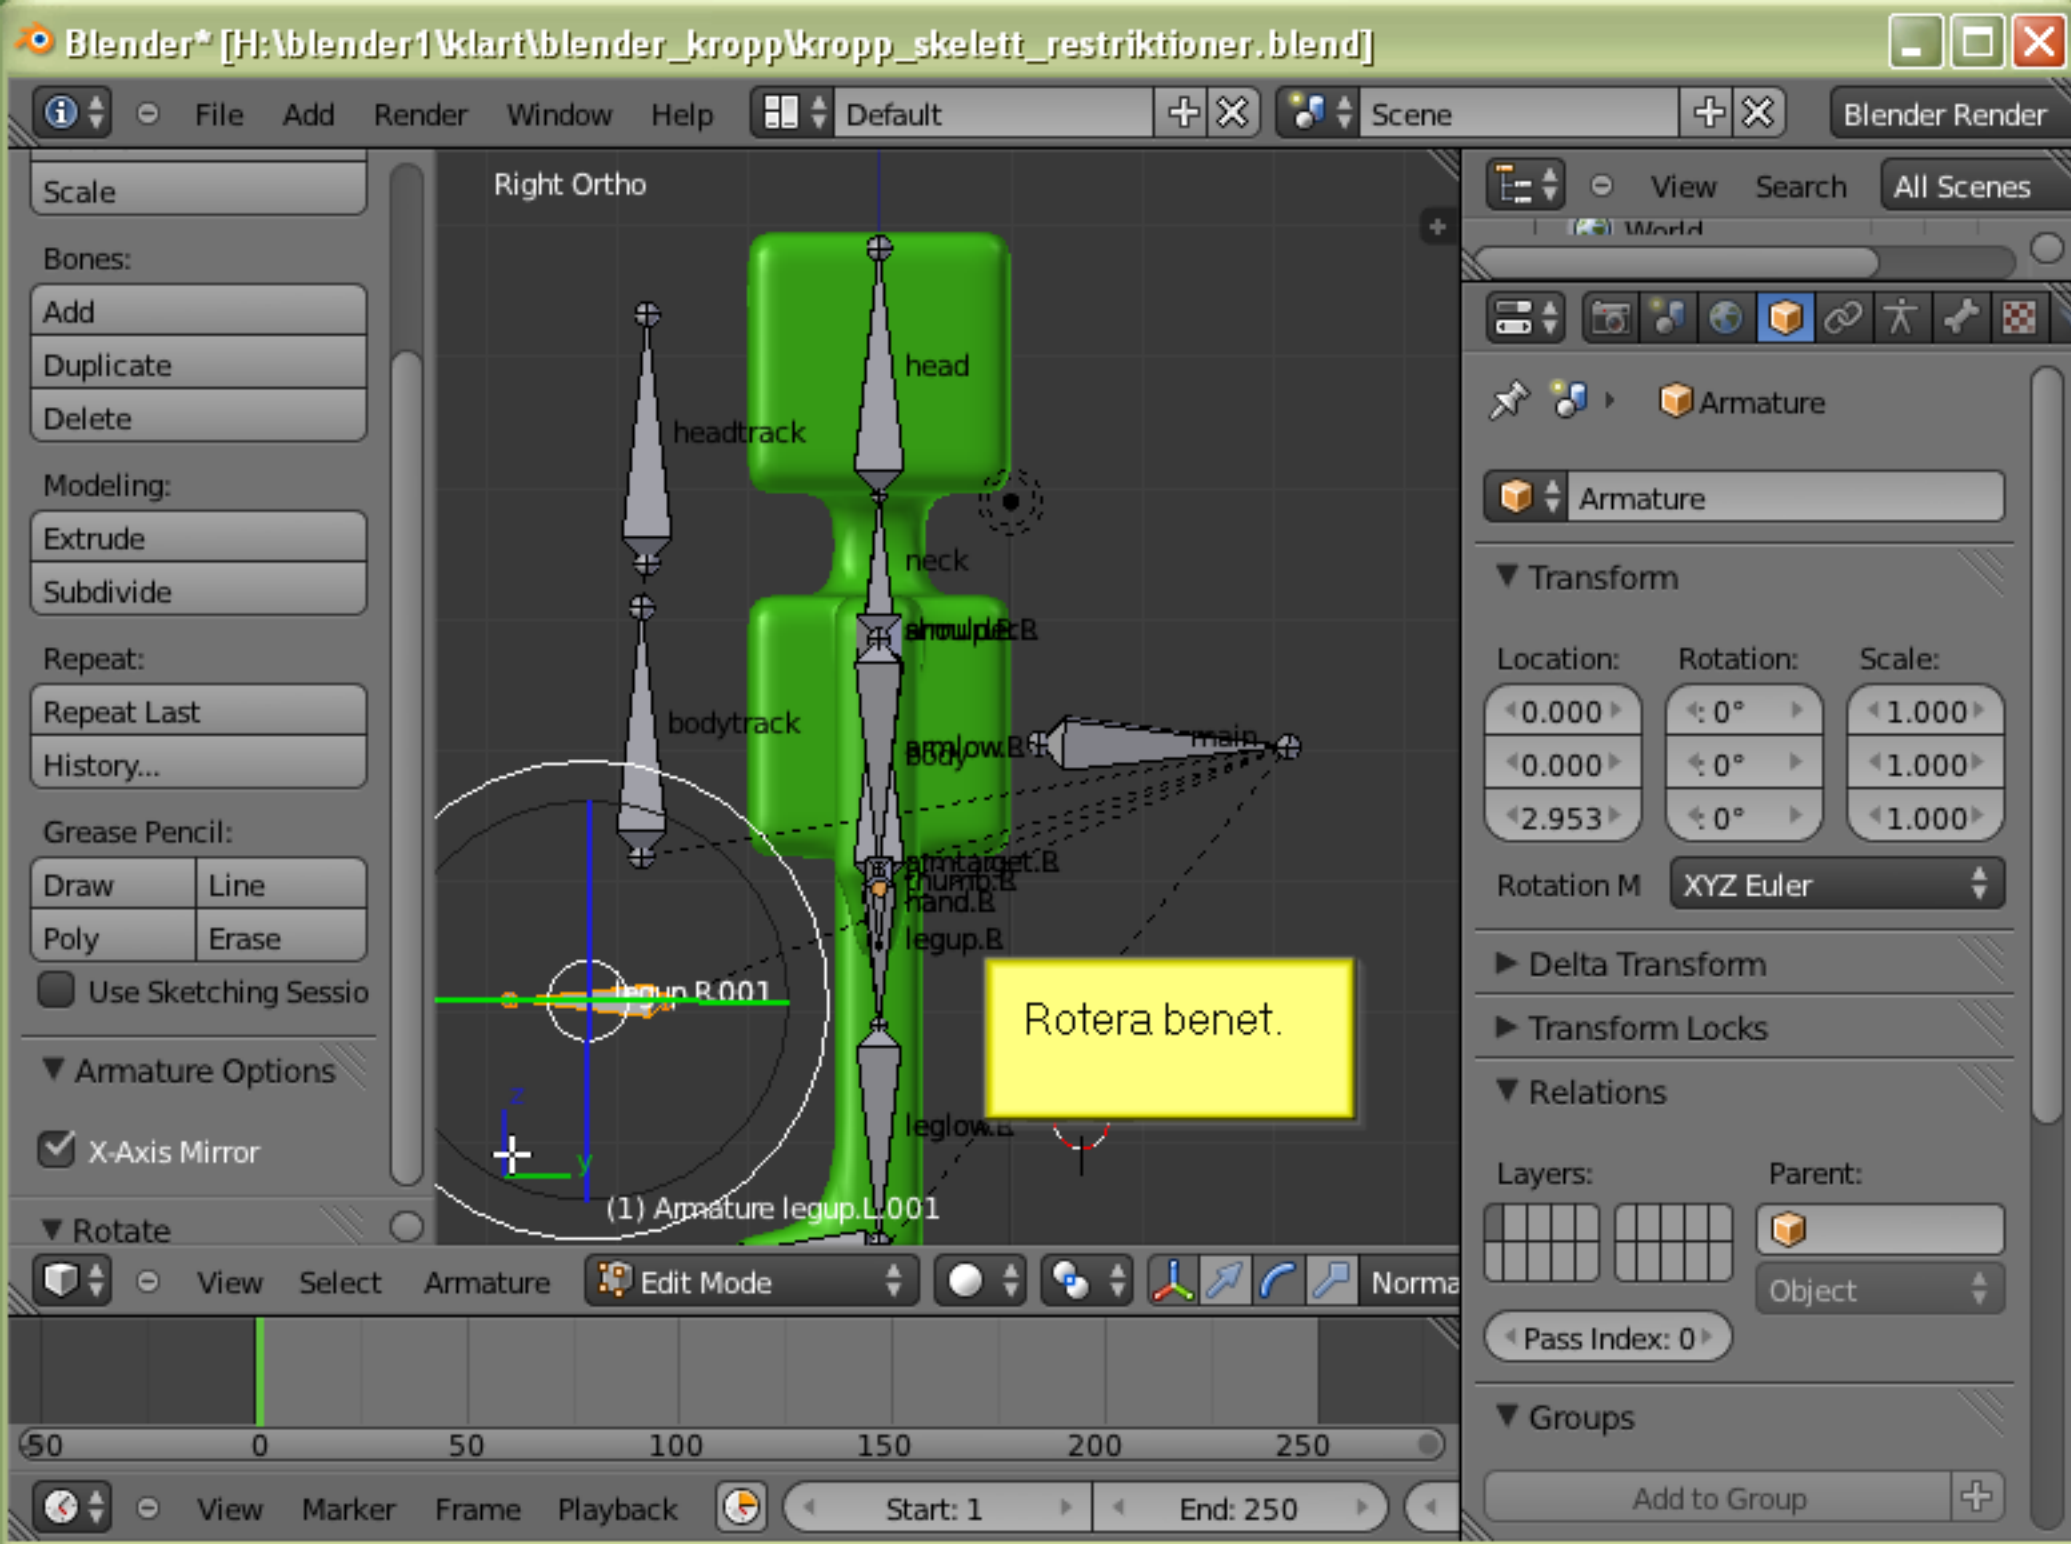 Blender* [H:\blender1\klart\blender_kropp\kropp_skelett_restriktioner.blend]
File Add Render Window Help Default Scene Blender Render
Scale
Bones:
Add
Duplicate
Delete
Modeling:
Extrude
Subdivide
Repeat:
Repeat Last
History...
Grease Pencil:
Draw Line
Poly Erase
Use Sketching Sessio
Armature Options
X-Axis Mirror
Rotate
Right Ortho
head
headtrack
neck
bodytrack
armlow.R
body
main
armtarget.R
thumb.R
hand.R
legup.R
legup.R.001
Rotera benet.
leglow.R
z
y
(1) Armature legup.L.001
View Select Armature Edit Mode Norma
-50 0 50 100 150 200 250
View Marker Frame Playback Start: 1 End: 250
View Search All Scenes
World
Armature
Armature
Transform
Location: Rotation: Scale:
0.000 : 0° 1.000
0.000 : 0° 1.000
2.953 : 0° 1.000
Rotation M XYZ Euler
Delta Transform
Transform Locks
Relations
Layers: Parent:
Object
Pass Index: 0
Groups
Add to Group